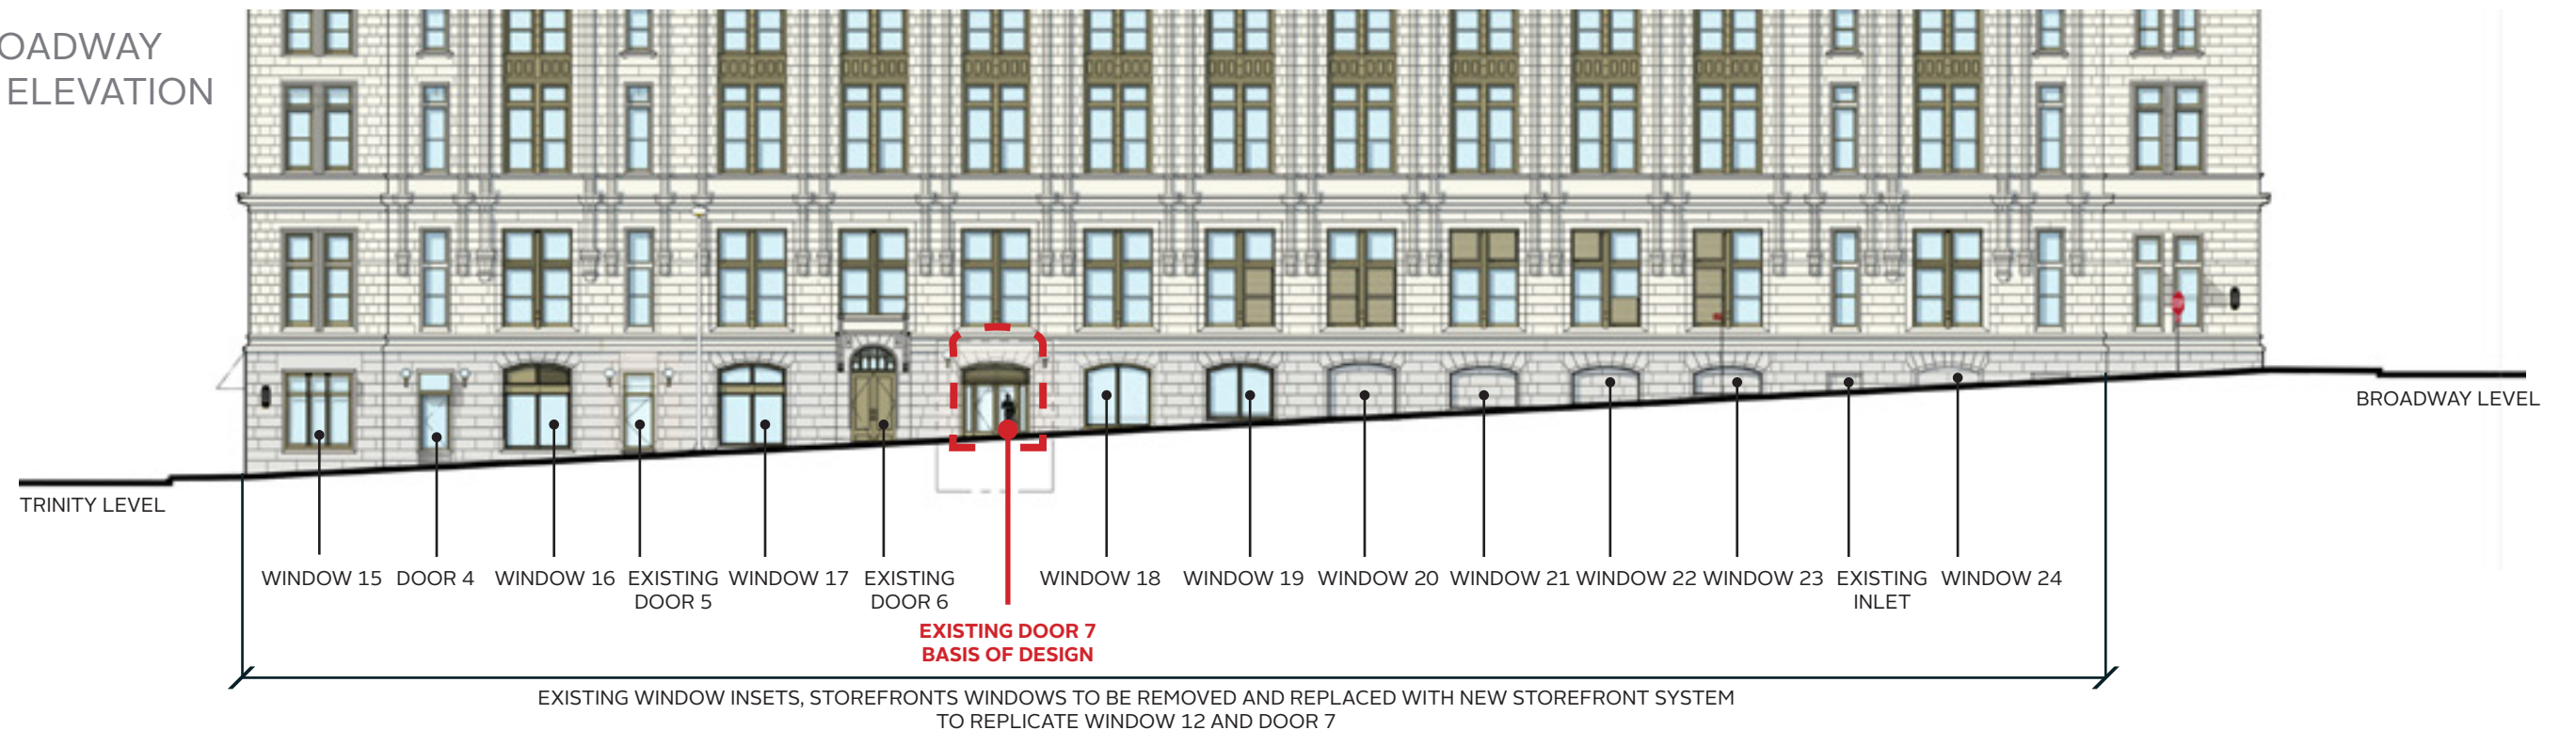 OADWAY
ELEVATION
BROADWAY LEVEL
TRINITY LEVEL
WINDOW 15
DOOR 4
WINDOW 16
EXISTING
DOOR 5
WINDOW 17
EXISTING
DOOR 6
EXISTING DOOR 7
BASIS OF DESIGN
WINDOW 18
WINDOW 19
WINDOW 20
WINDOW 21
WINDOW 22
WINDOW 23
EXISTING
INLET
WINDOW 24
EXISTING WINDOW INSETS, STOREFRONTS WINDOWS TO BE REMOVED AND REPLACED WITH NEW STOREFRONT SYSTEM
TO REPLICATE WINDOW 12 AND DOOR 7